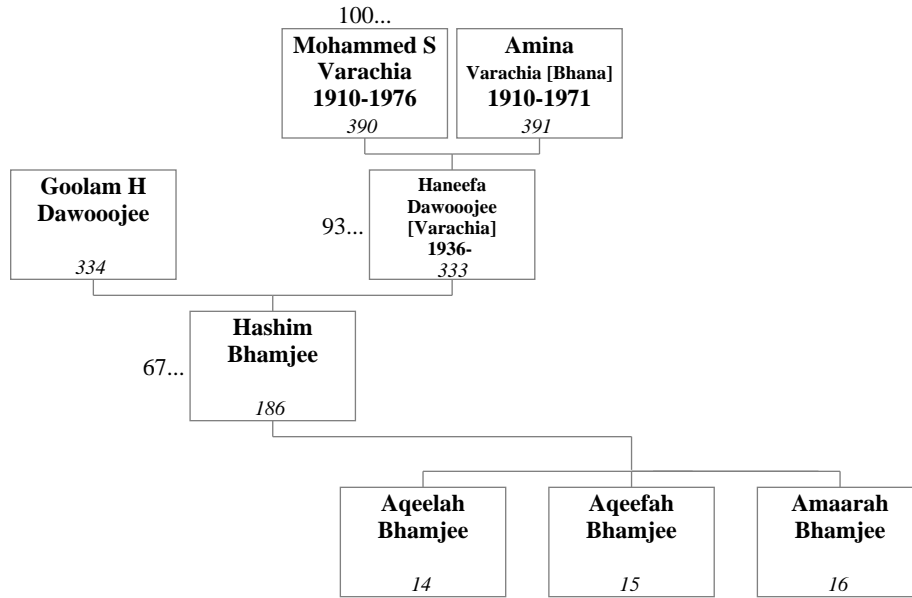 100...
Mohammed S
Varachia
1910-1976
390
Amina
Varachia [Bhana]
1910-1971
391
Goolam H
Dawooojee
334
93...
Haneefa
Dawooojee
[Varachia]
1936-
333
67...
Hashim
Bhamjee
186
Aqeelah
Bhamjee
14
Aqeefah
Bhamjee
15
Amaarah
Bhamjee
16